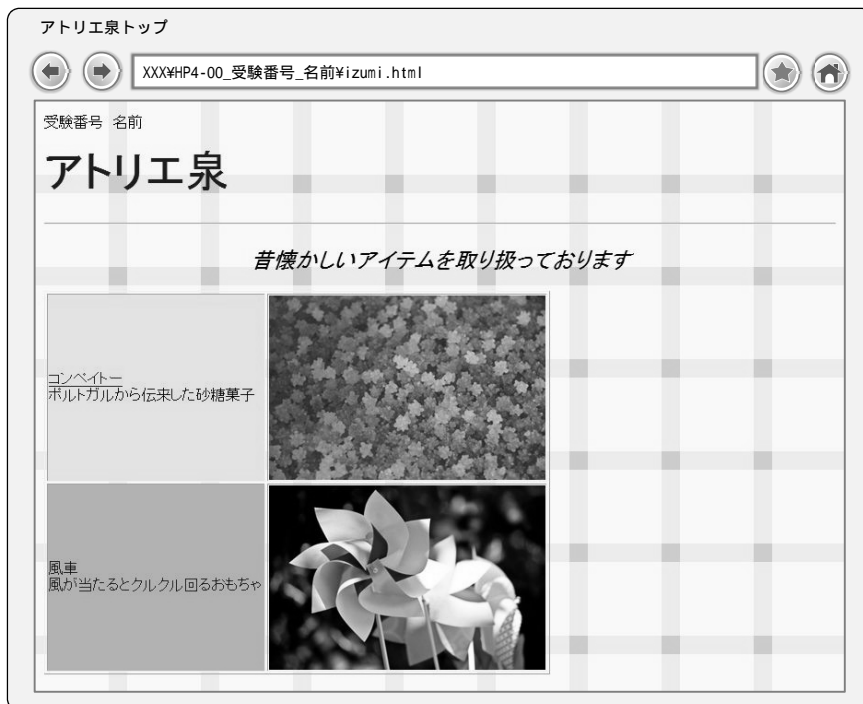 アトリエ泉トップ
XXX¥HP4-00_受験番号_名前¥izumi.html
受験番号 名前
アトリエ泉
昔懐かしいアイテムを取り扱っております
コンペイトー
ポルトガルから伝来した砂糖菓子
風車
風が当たるとクルクル回るおもちゃ